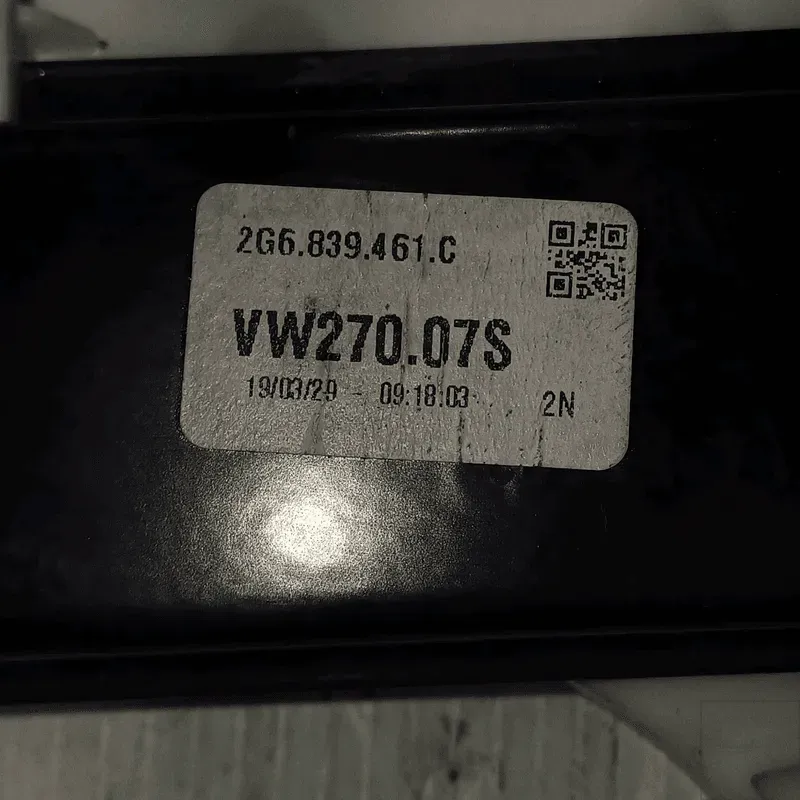 2G6.839.461.C
VW270.07S
19/03/29 - 09:18:03
2N